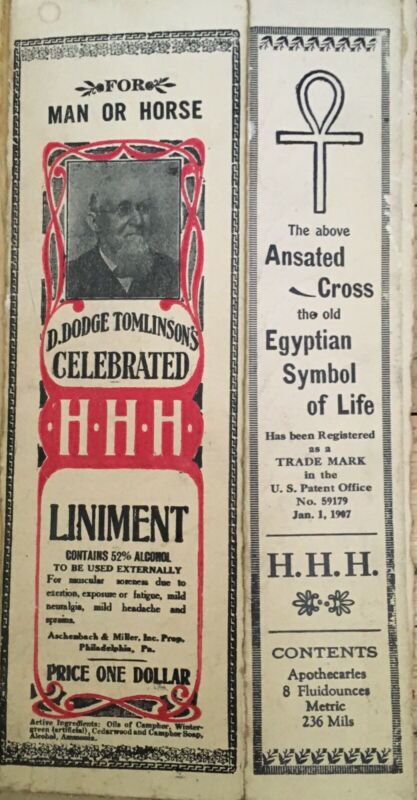 FOR
MAN OR HORSE
D. DODGE TOMLINSON'S
CELEBRATED
H·H·H
LINIMENT
CONTAINS 52% ALCOHOL
TO BE USED EXTERNALLY
For muscular soreness due to
exertion, exposure or fatigue, mild
neuralgia, mild headache and
sprains.
Aschenbach & Miller, Inc. Prop.
Philadelphia, Pa.
PRICE ONE DOLLAR
Active Ingredients: Oils of Camphor, Winter-
green (artificial), Cedarwood and Camphor Soap,
Alcohol, Ammonia.
The above
Ansated
Cross
the old
Egyptian
Symbol
of Life
Has been Registered
as a
TRADE MARK
in the
U. S. Patent Office
No. 59179
Jan. 1, 1907
H. H. H.
CONTENTS
Apothecaries
8 Fluidounces
Metric
236 Mils